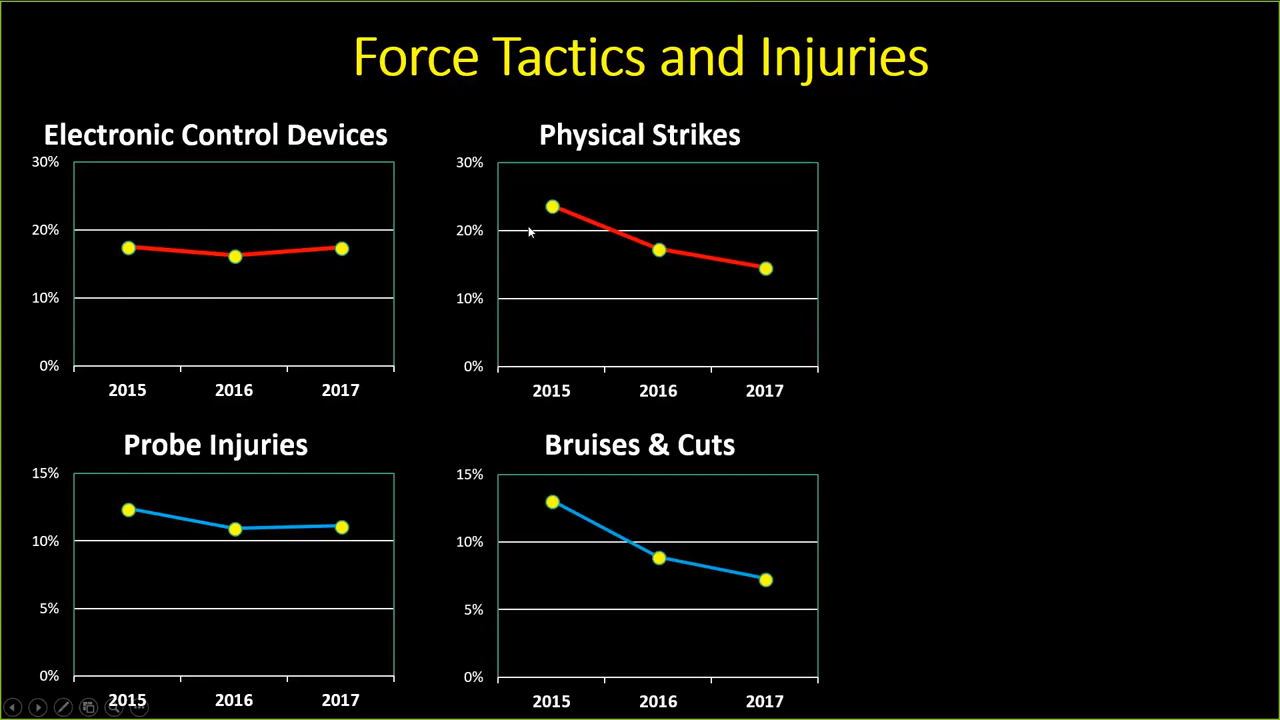 Force Tactics and Injuries
Electronic Control Devices
30%
20%
10%
0%
2015 2016 2017
Physical Strikes
30%
20%
10%
0%
2015 2016 2017
Probe Injuries
15%
10%
5%
0%
2015 2016 2017
Bruises & Cuts
15%
10%
5%
0%
2015 2016 2017